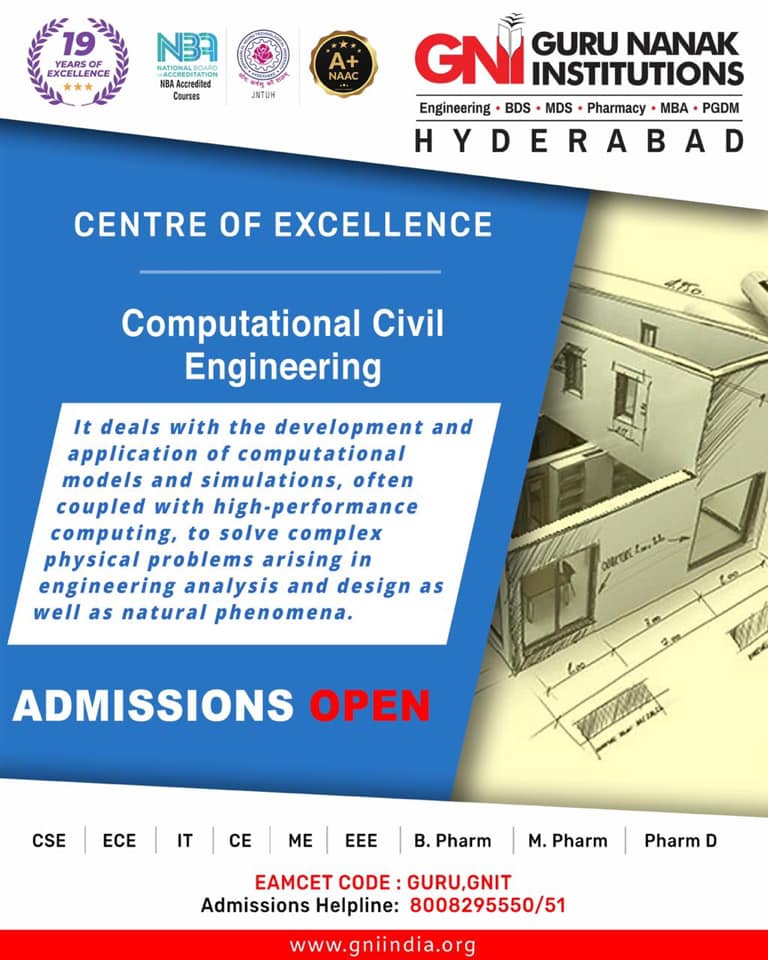 19
YEARS OF
EXCELLENCE
NBA
NATIONAL BOARD
of ACCREDITATION
NBA Accredited
Courses
JNTUH
A+
NAAC
GNI GURU NANAK
INSTITUTIONS
Engineering • BDS • MDS • Pharmacy • MBA • PGDM
HYDERABAD
CENTRE OF EXCELLENCE
Computational Civil
Engineering
It deals with the development and
application of computational
models and simulations, often
coupled with high-performance
computing, to solve complex
physical problems arising in
engineering analysis and design as
well as natural phenomena.
ADMISSIONS OPEN
CSE | ECE | IT | CE | ME | EEE | B. Pharm | M. Pharm | Pharm D
EAMCET CODE : GURU,GNIT
Admissions Helpline: 8008295550/51
www.gniindia.org